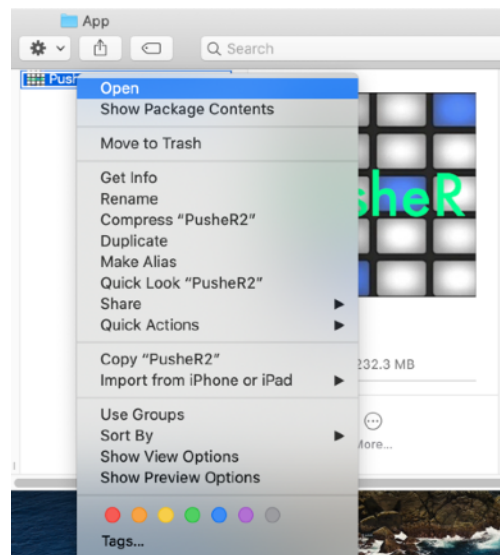 App
Search
Push
Open
Show Package Contents
Move to Trash
Get Info
Rename
Compress “PusheR2”
Duplicate
Make Alias
Quick Look “PusheR2”
Share
Quick Actions
Copy “PusheR2”
Import from iPhone or iPad
Use Groups
Sort By
Show View Options
Show Preview Options
Tags...
sheR
232.3 MB
More...